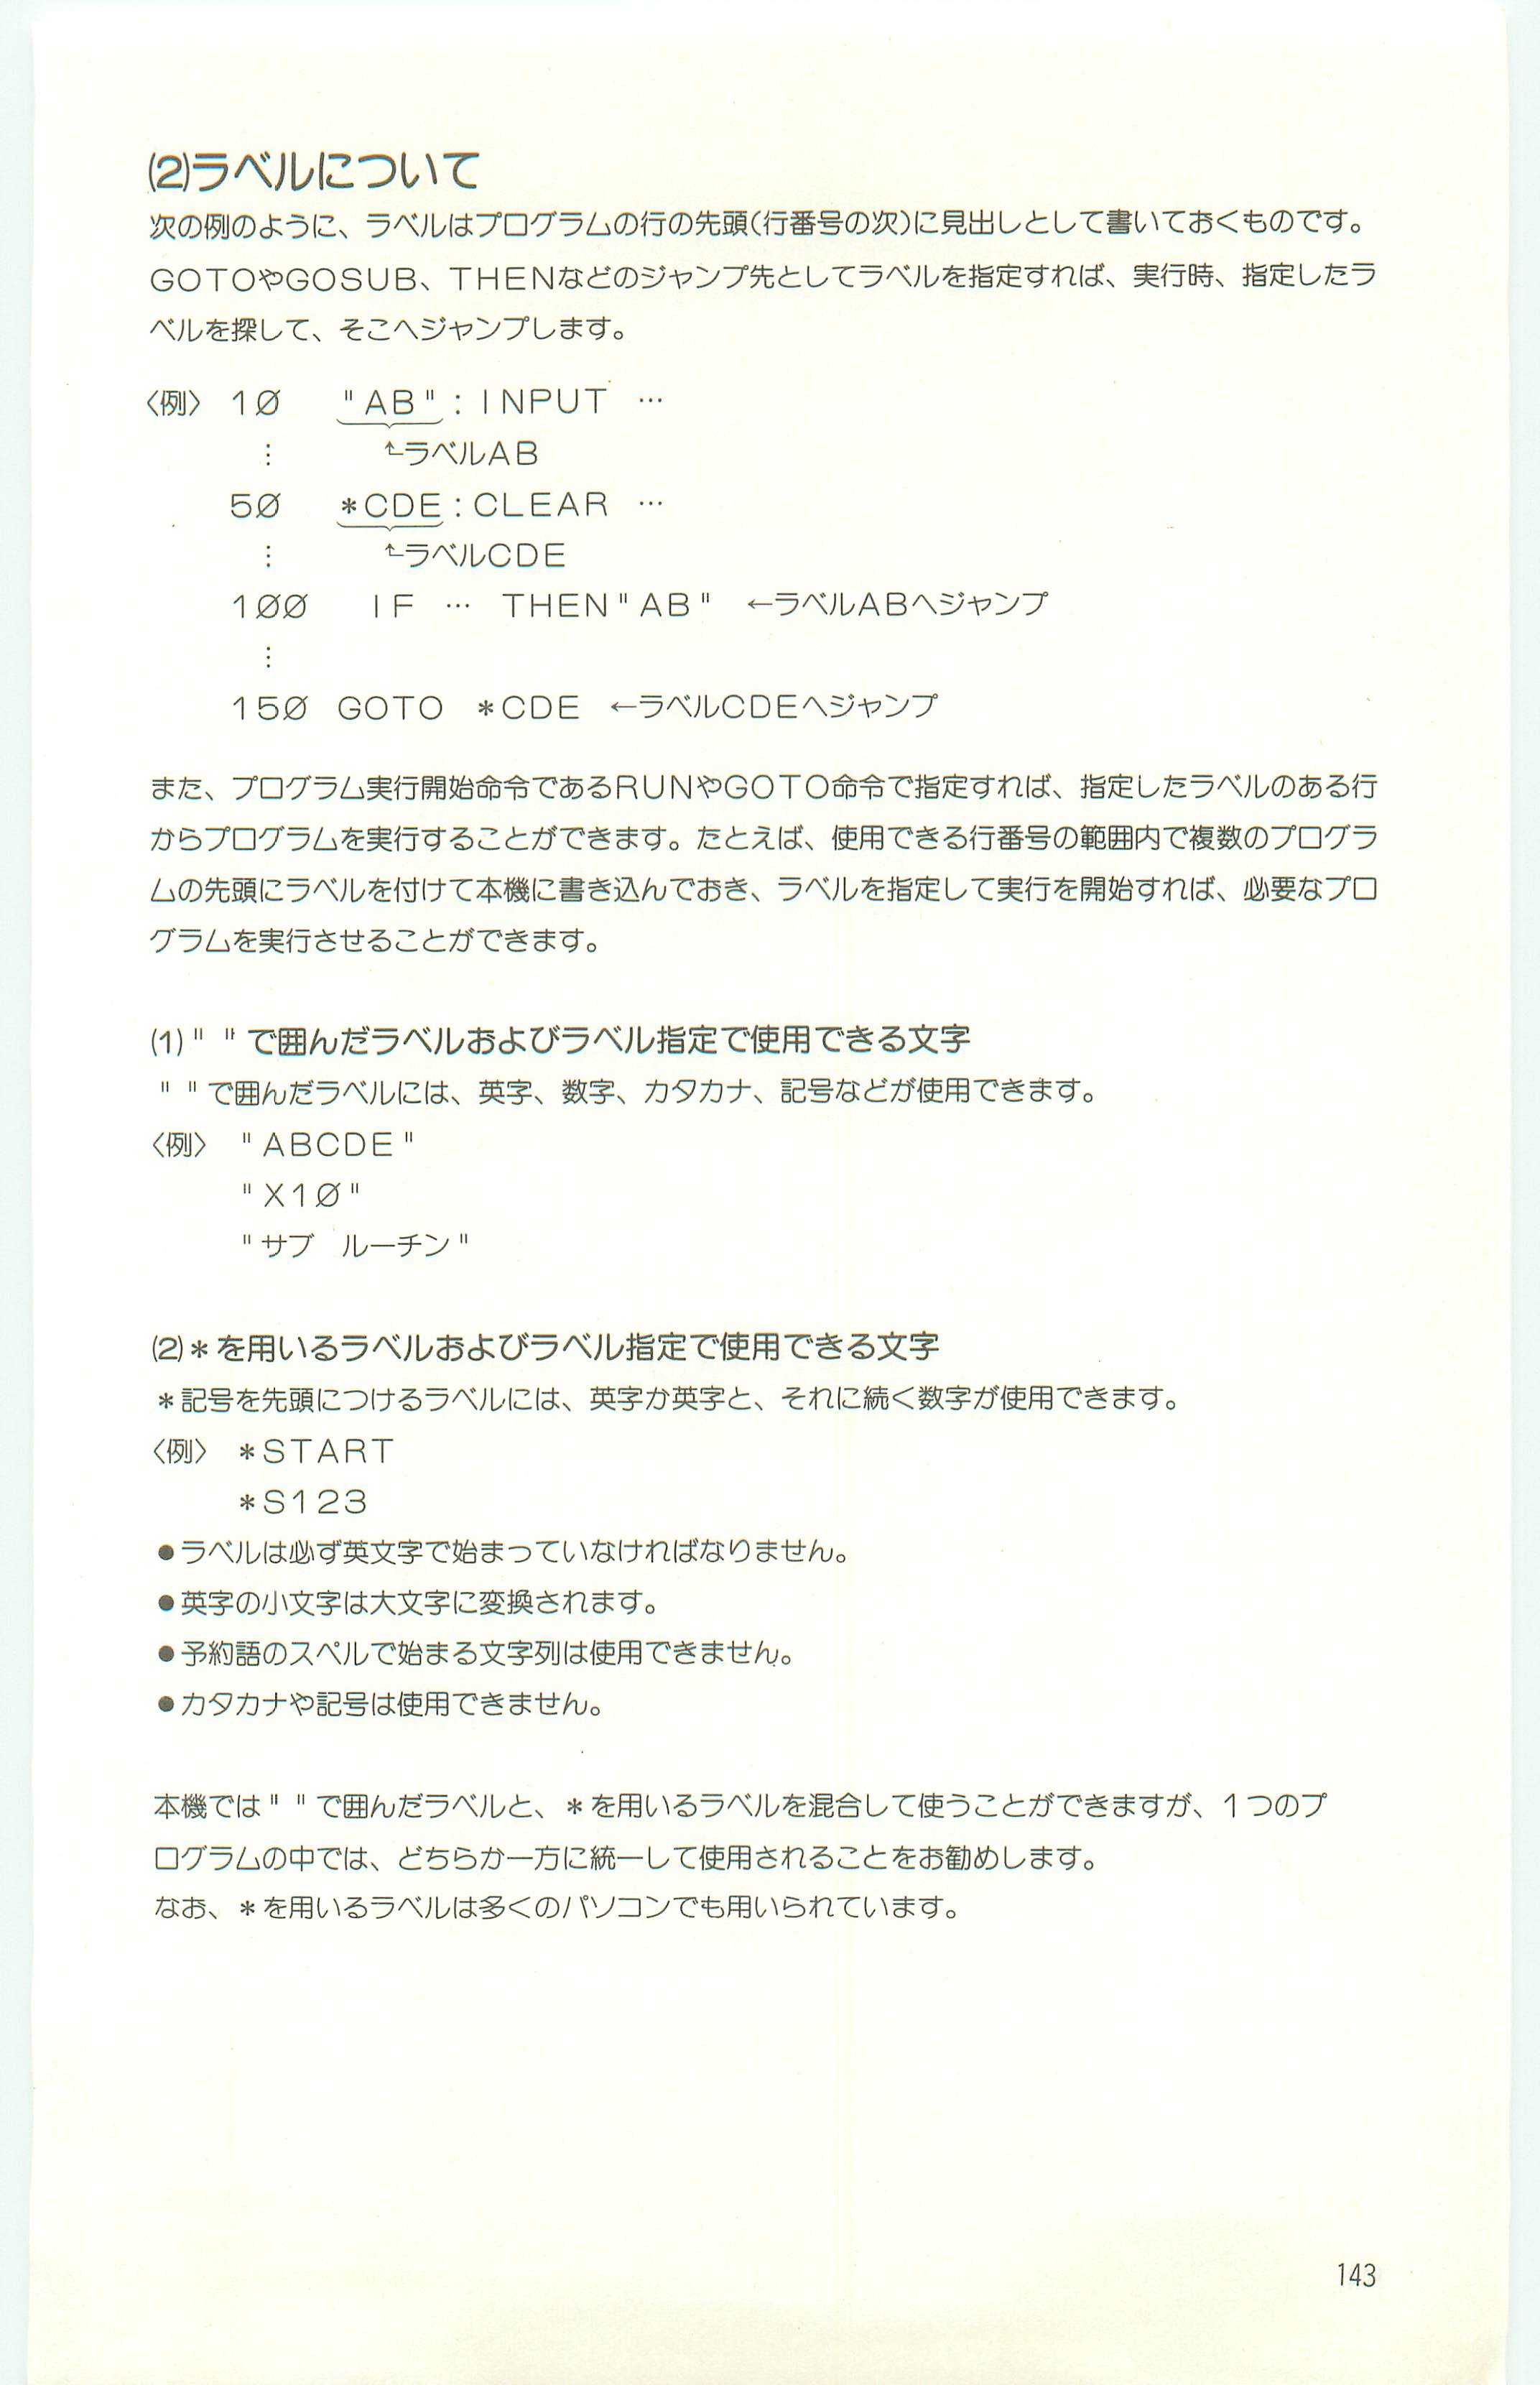 (2)ラベルについて
次の例のように、ラベルはプログラムの行の先頭(行番号の次)に見出しとして書いておくものです。
GOTOやGOSUB、THENなどのジャンプ先としてラベルを指定すれば、実行時、指定したラ
ベルを探して、そこへジャンプします。
〈例〉 10 "AB":INPUT …
⋮ ↖ラベルAB
50 *CDE:CLEAR …
⋮ ↖ラベルCDE
100 IF … THEN"AB" ←ラベルABへジャンプ
⋮
150 GOTO *CDE ←ラベルCDEへジャンプ
また、プログラム実行開始命令であるRUNやGOTO命令で指定すれば、指定したラベルのある行
からプログラムを実行することができます。たとえば、使用できる行番号の範囲内で複数のプログラ
ムの先頭にラベルを付けて本機に書き込んでおき、ラベルを指定して実行を開始すれば、必要なプロ
グラムを実行させることができます。
(1)" "で囲んだラベルおよびラベル指定で使用できる文字
" "で囲んだラベルには、英字、数字、カタカナ、記号などが使用できます。
〈例〉 "ABCDE"
"X10"
"サブ ルーチン"
(2)*を用いるラベルおよびラベル指定で使用できる文字
*記号を先頭につけるラベルには、英字か英字と、それに続く数字が使用できます。
〈例〉 *START
*S123
●ラベルは必ず英文字で始まっていなければなりません。
●英字の小文字は大文字に変換されます。
●予約語のスペルで始まる文字列は使用できません。
●カタカナや記号は使用できません。
本機では" "で囲んだラベルと、*を用いるラベルを混合して使うことができますが、1つのプ
ログラムの中では、どちらか一方に統一して使用されることをお勧めします。
なお、*を用いるラベルは多くのパソコンでも用いられています。
143